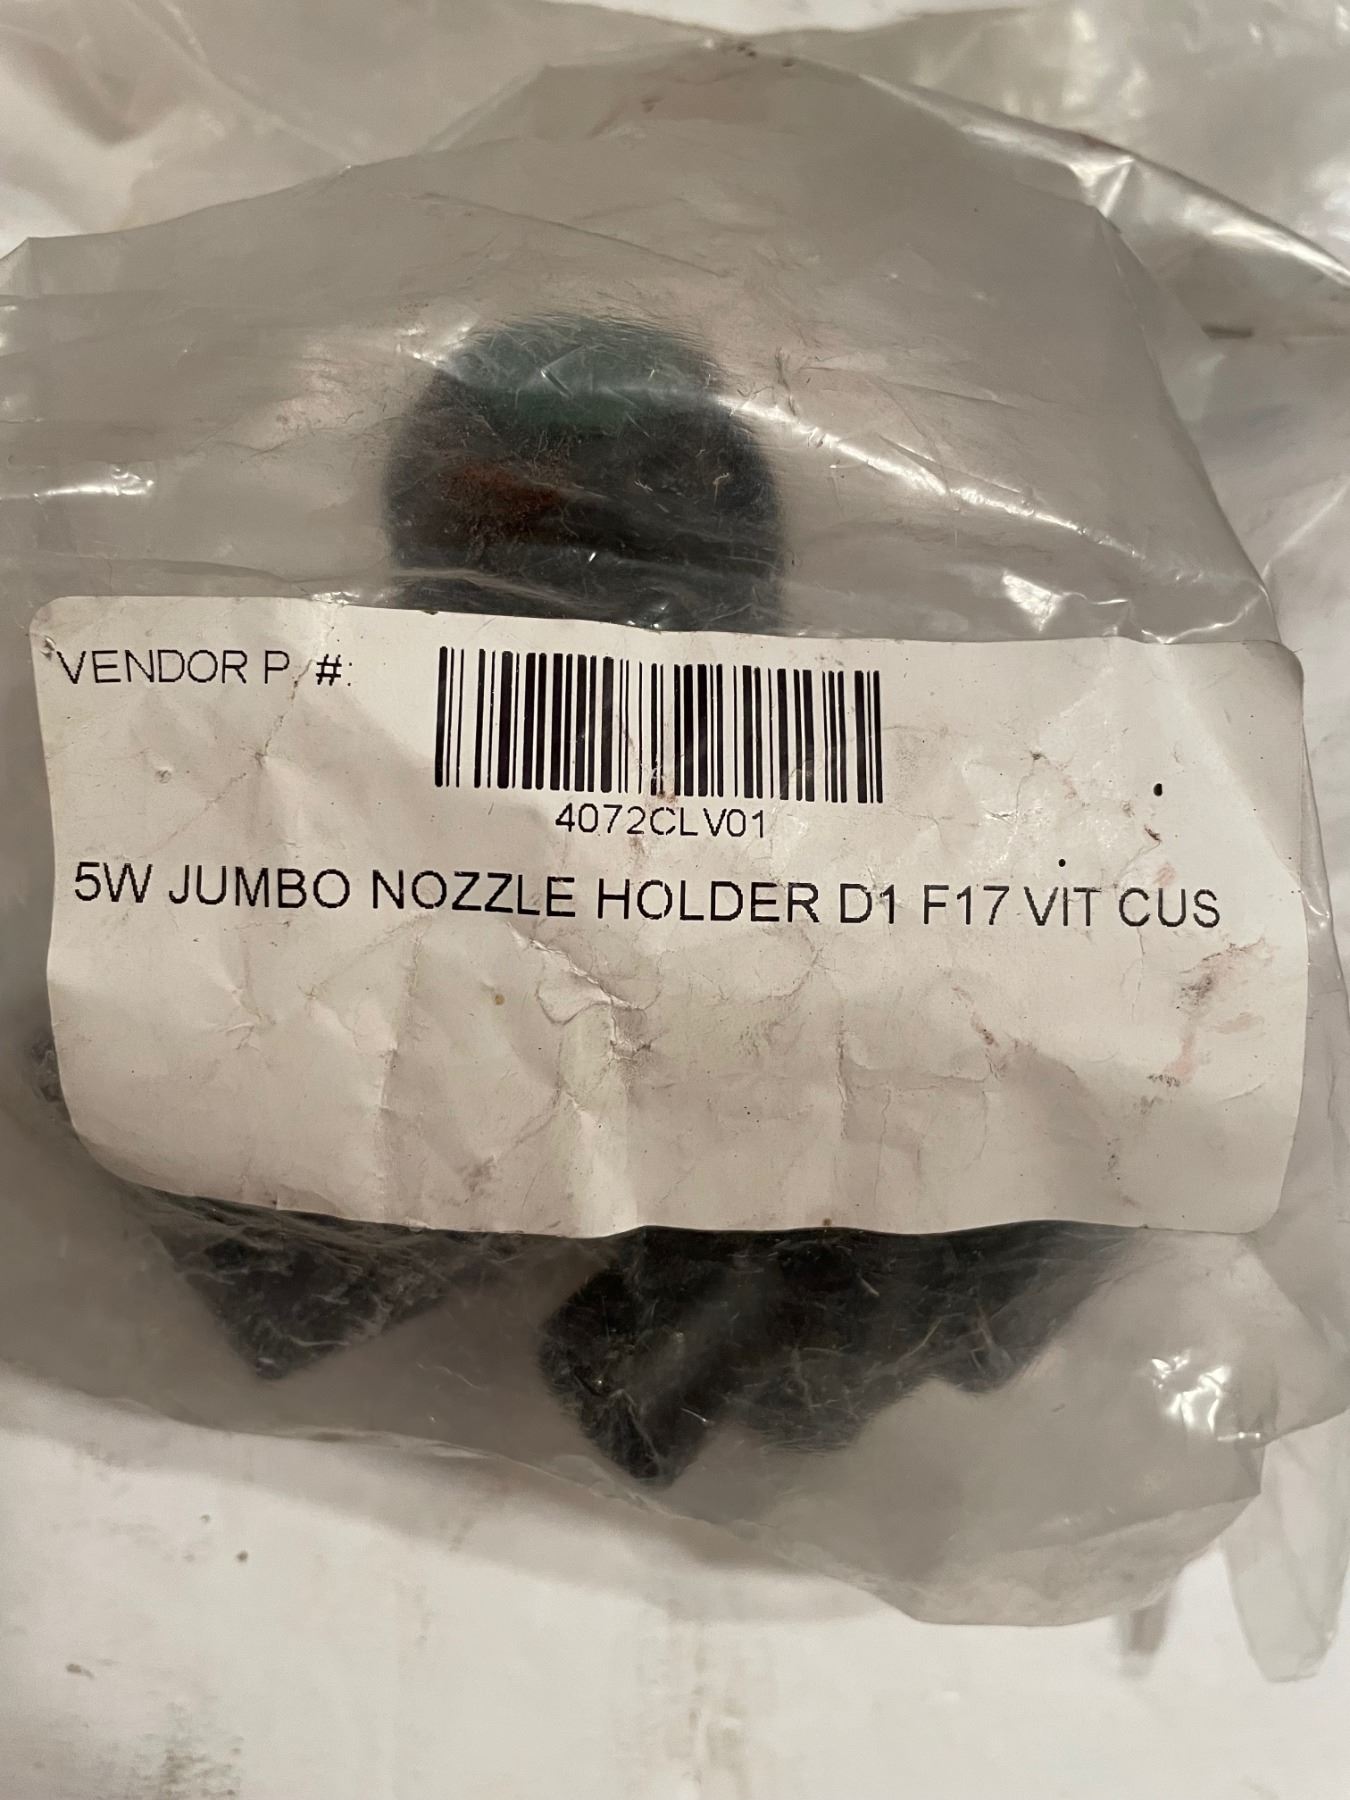 VENDOR P/#:
4072CLV01
5W JUMBO NOZZLE HOLDER D1 F17 VIT CUS